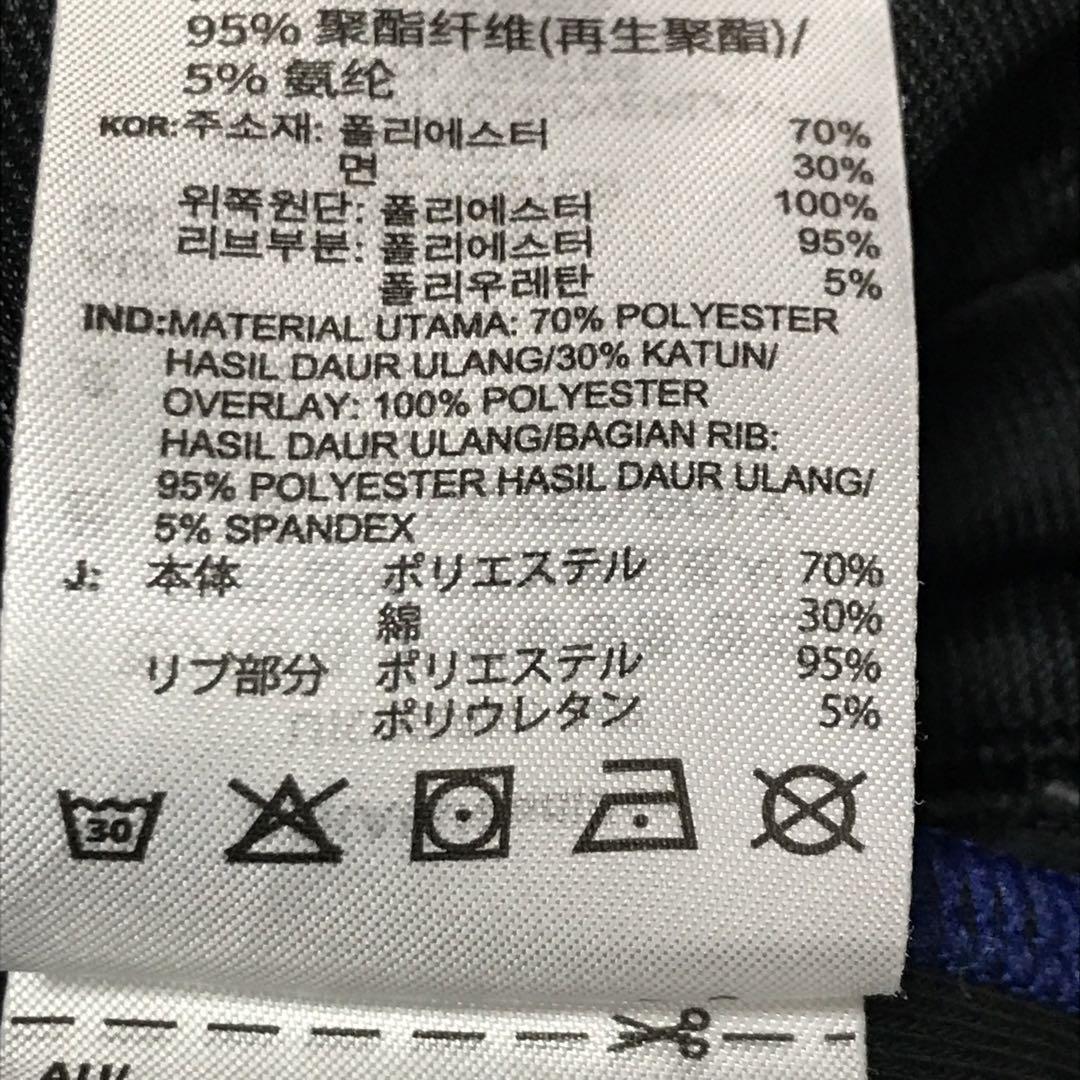 95% 聚酯纤维(再生聚酯)/
5% 氨纶
KOR: 주소재: 폴리에스터 70%
면 30%
위쪽원단: 폴리에스터 100%
리브부분: 폴리에스터 95%
폴리우레탄 5%
IND:MATERIAL UTAMA: 70% POLYESTER
HASIL DAUR ULANG/30% KATUN/
OVERLAY: 100% POLYESTER
HASIL DAUR ULANG/BAGIAN RIB:
95% POLYESTER HASIL DAUR ULANG/
5% SPANDEX
J: 本体 ポリエステル 70%
綿 30%
リブ部分 ポリエステル 95%
ポリウレタン 5%
30